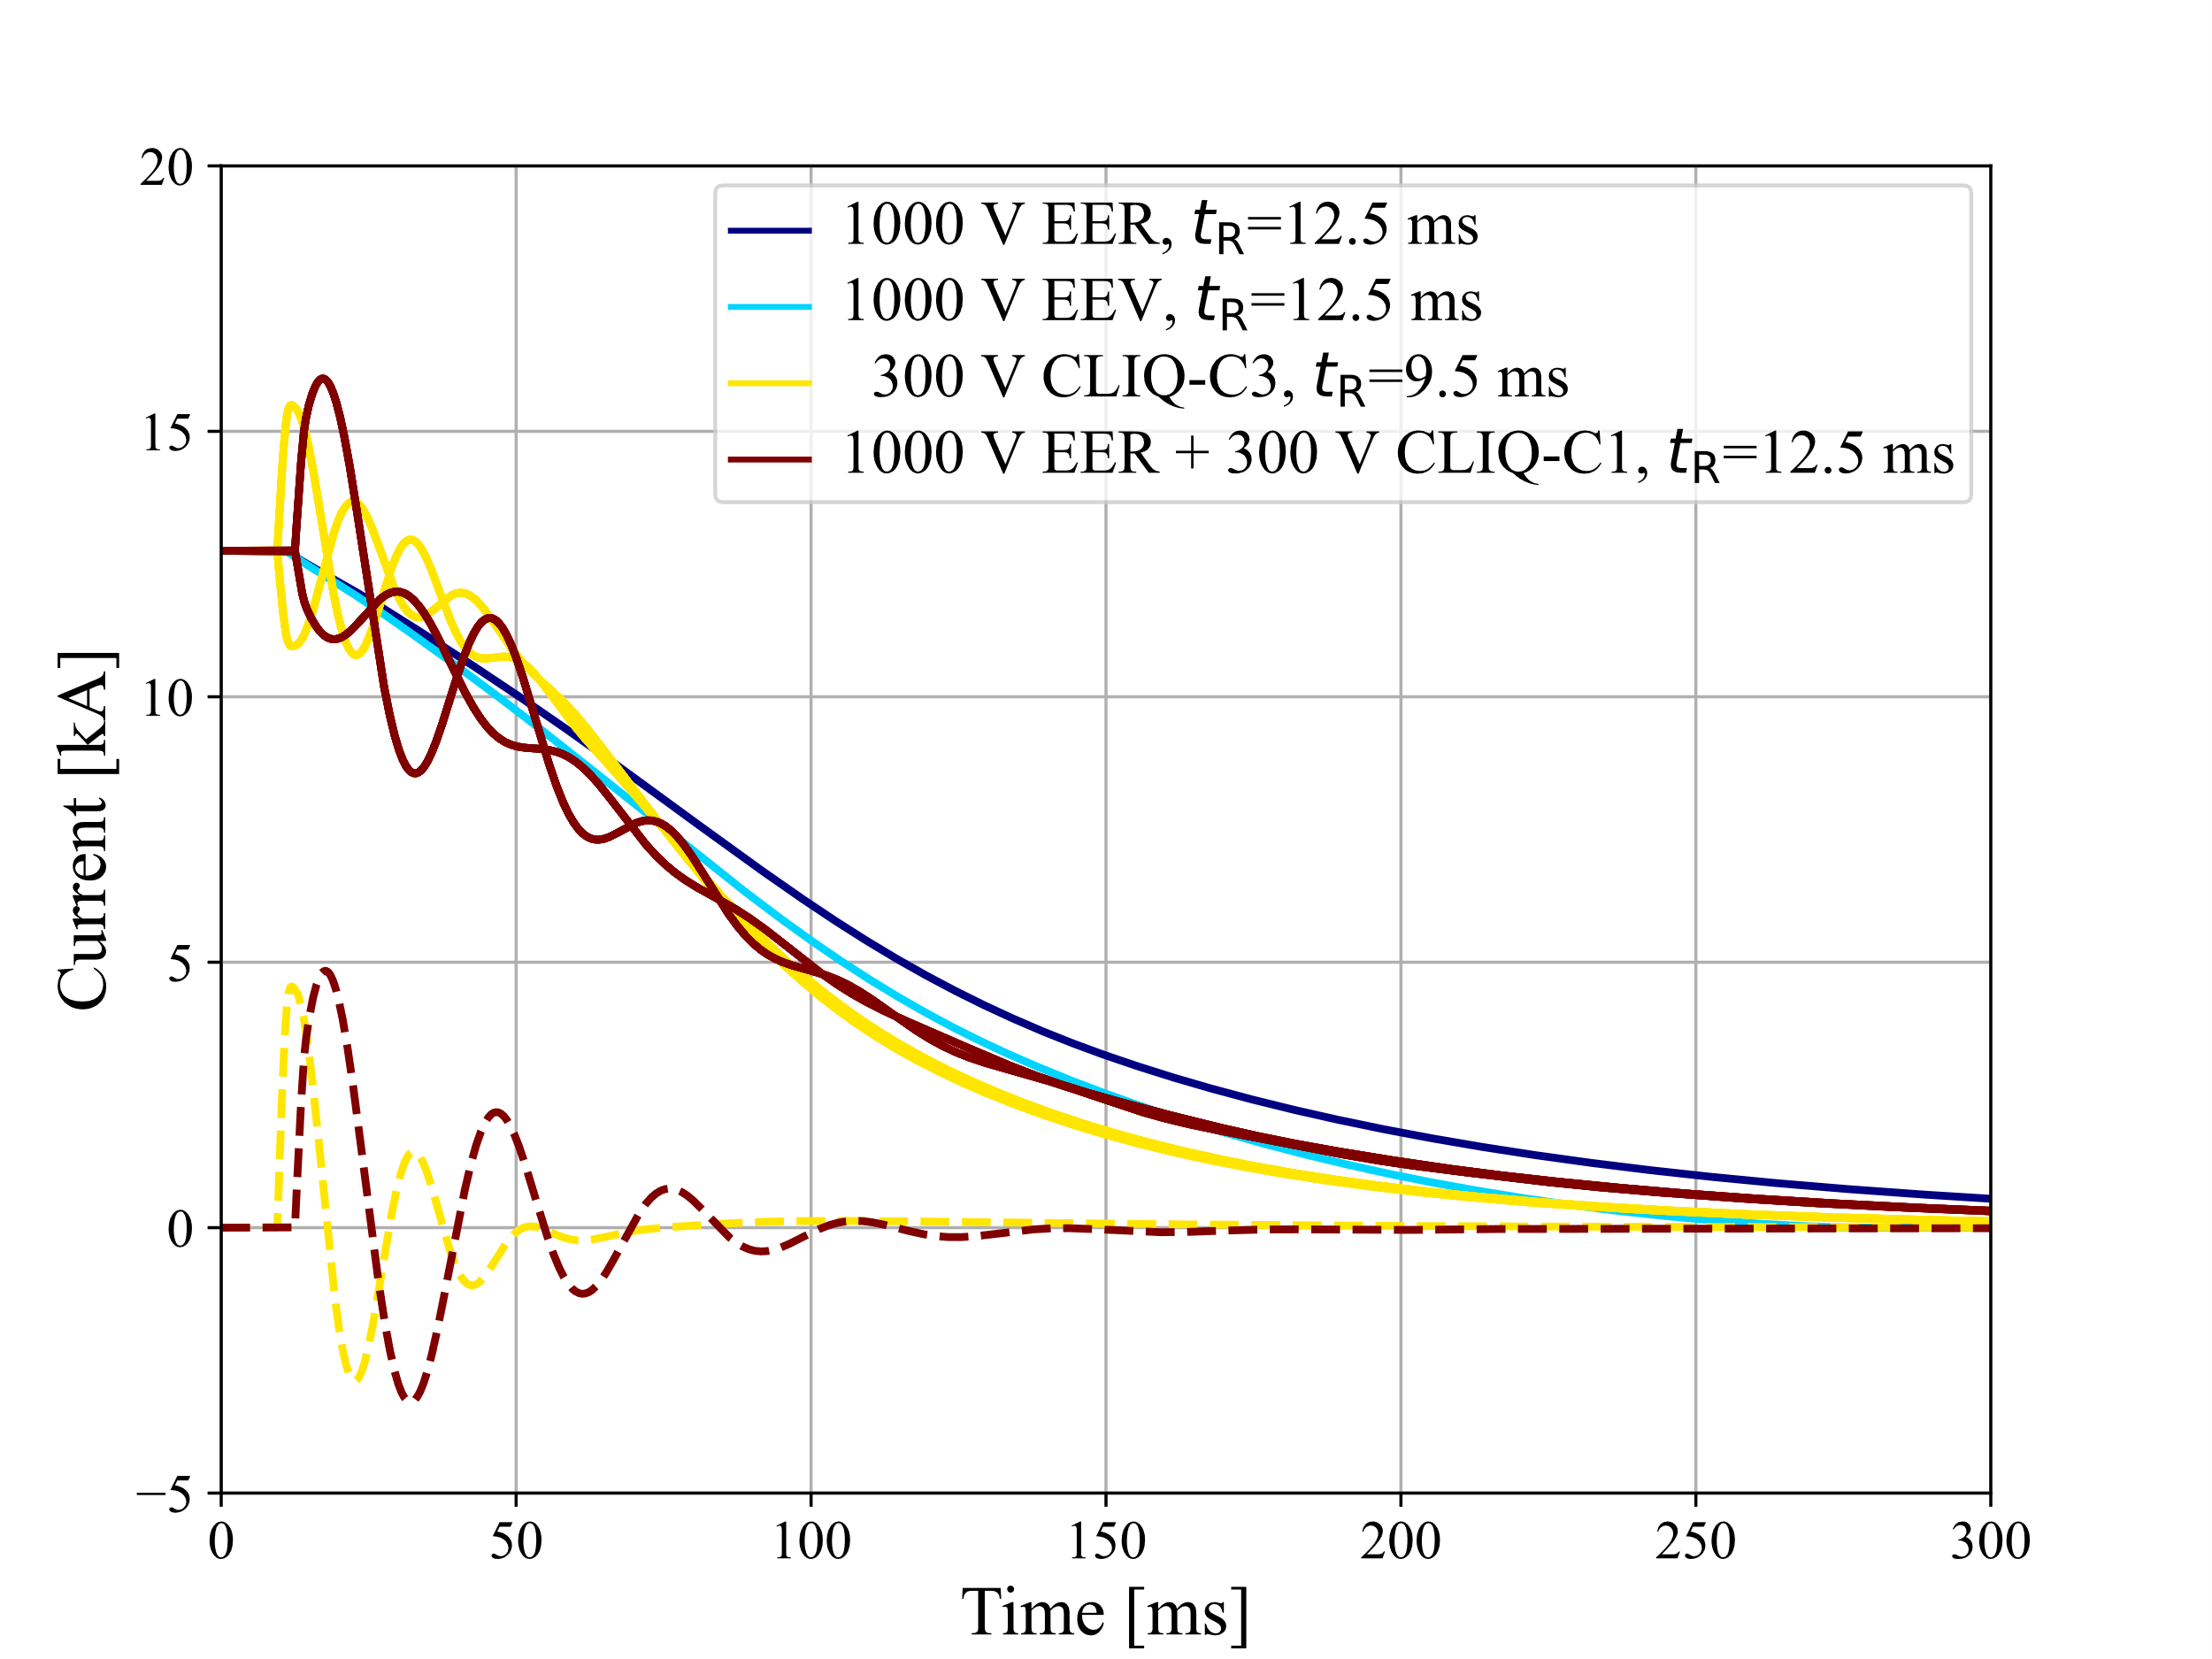 20
15
10
5
0
−5
Current [kA]
1000 V EER, tR=12.5 ms
1000 V EEV, tR=12.5 ms
300 V CLIQ-C3, tR=9.5 ms
1000 V EER + 300 V CLIQ-C1, tR=12.5 ms
0 50 100 150 200 250 300
Time [ms]